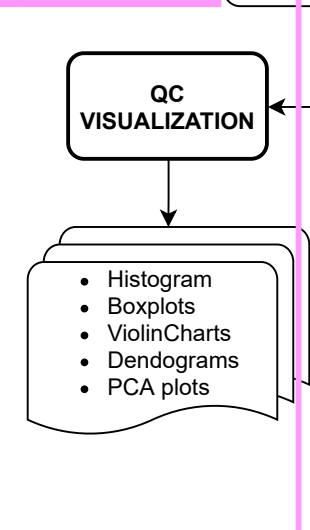 QC
VISUALIZATION
• Histogram
• Boxplots
• ViolinCharts
• Dendograms
• PCA plots